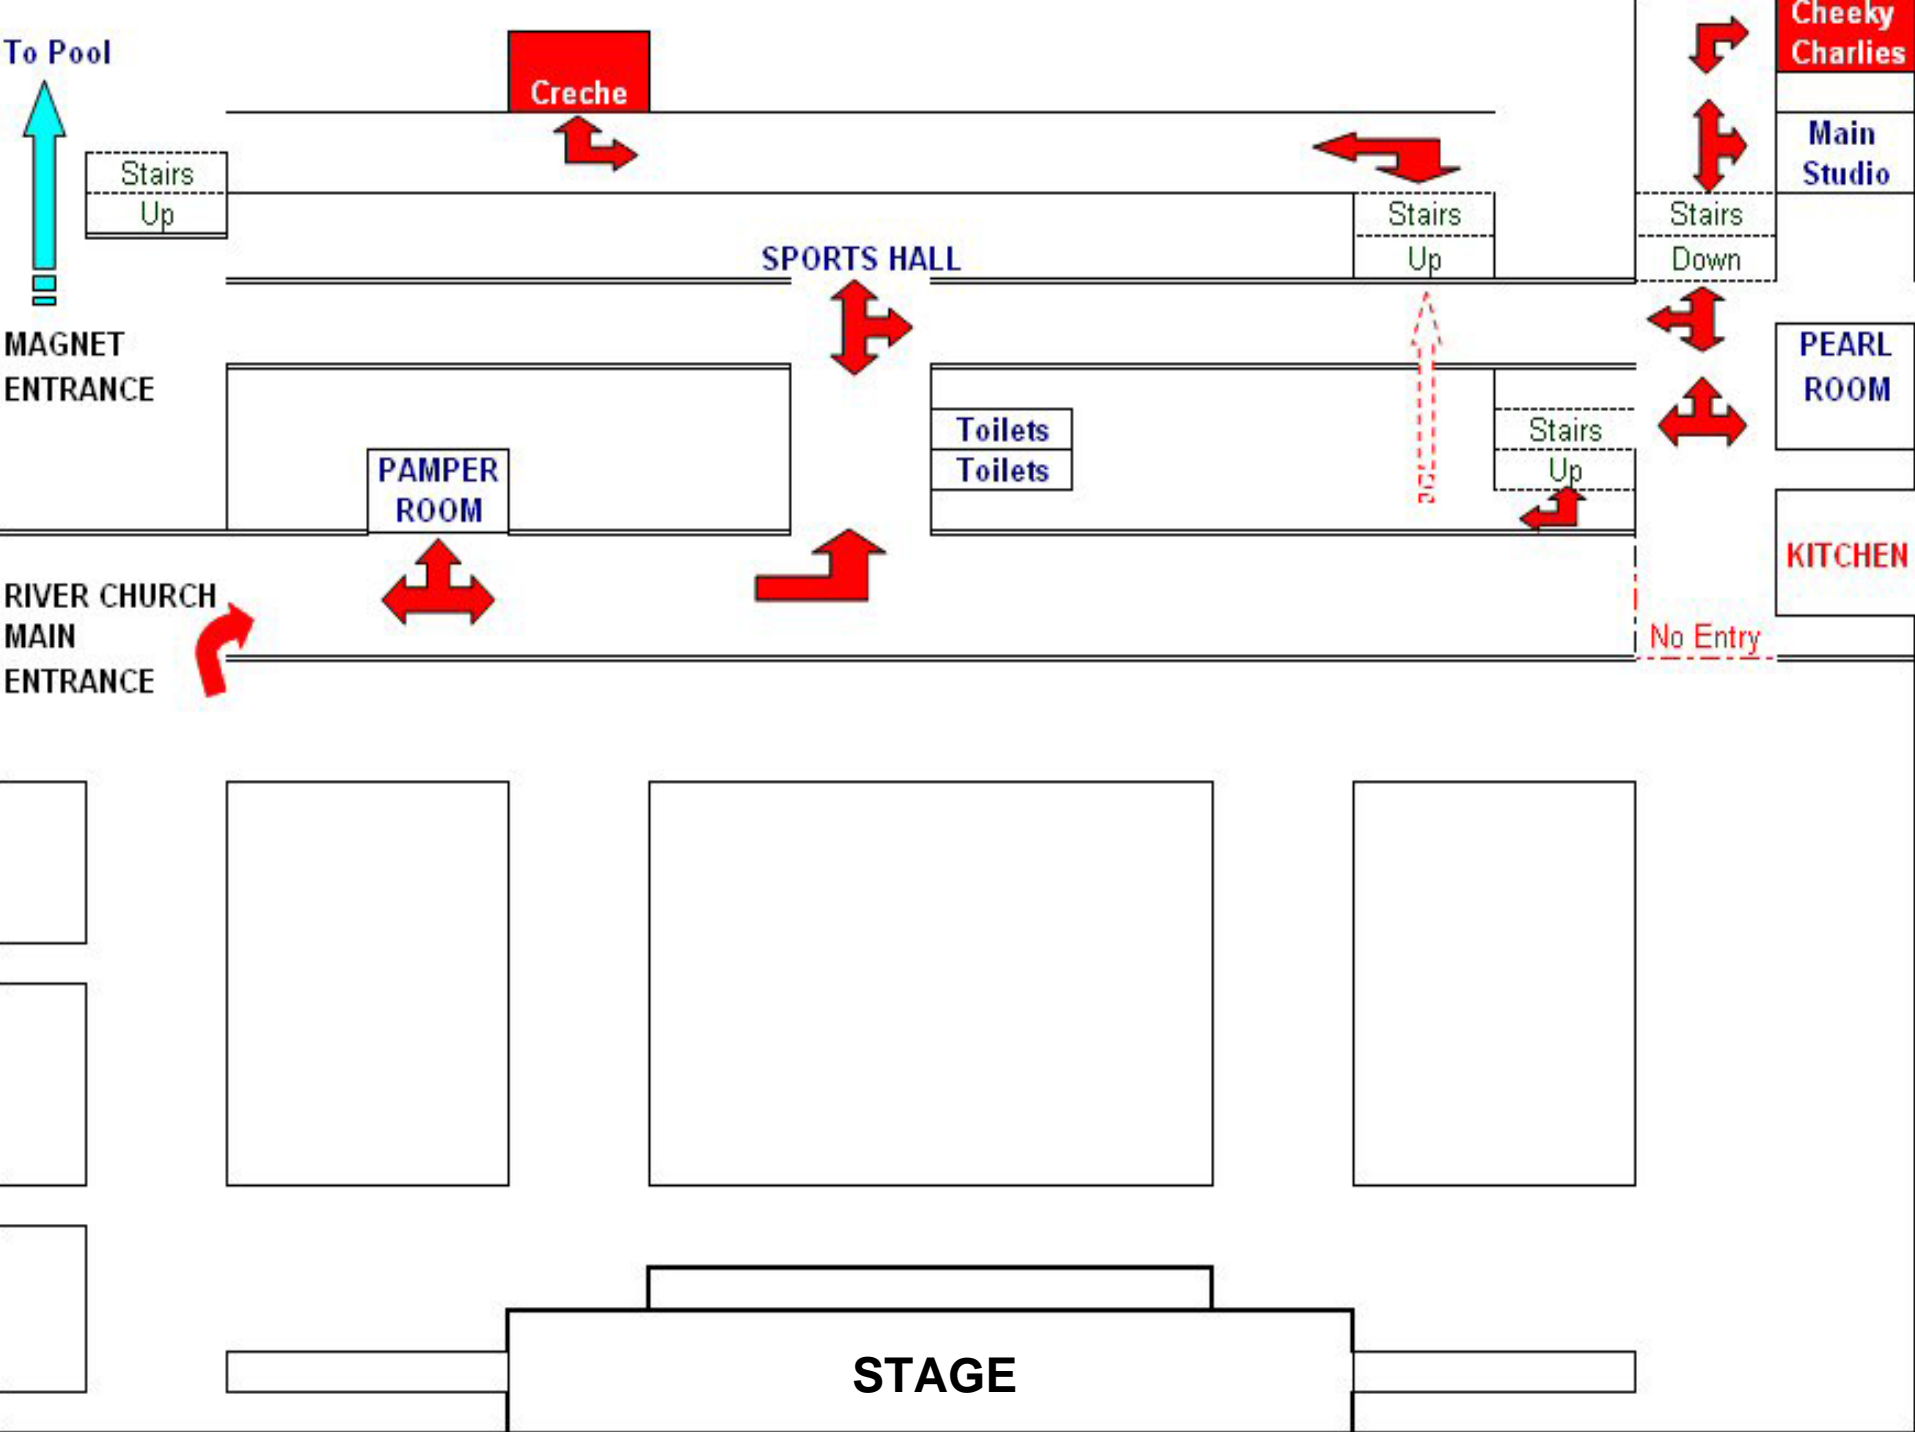 To Pool
Creche
Cheeky
Charlies
Main
Studio
Stairs
Up
Stairs
Up
Stairs
Down
SPORTS HALL
MAGNET
ENTRANCE
PEARL
ROOM
Toilets
Toilets
Stairs
Up
PAMPER
ROOM
KITCHEN
RIVER CHURCH
MAIN
ENTRANCE
No Entry
STAGE